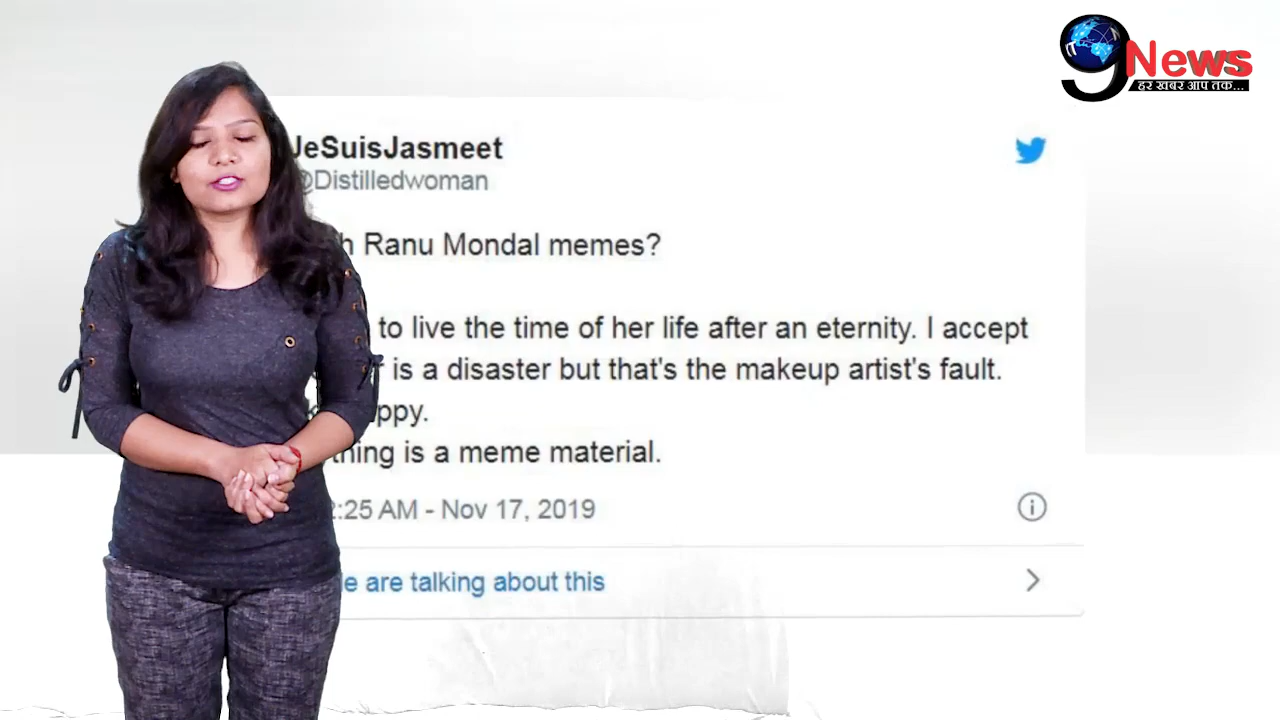 9News
हर खबर आप तक...
JeSuisJasmeet
@Distilledwoman
Ranu Mondal memes?
to live the time of her life after an eternity. I accept
is a disaster but that's the makeup artist's fault.
is a meme material.
:25 AM - Nov 17, 2019
are talking about this